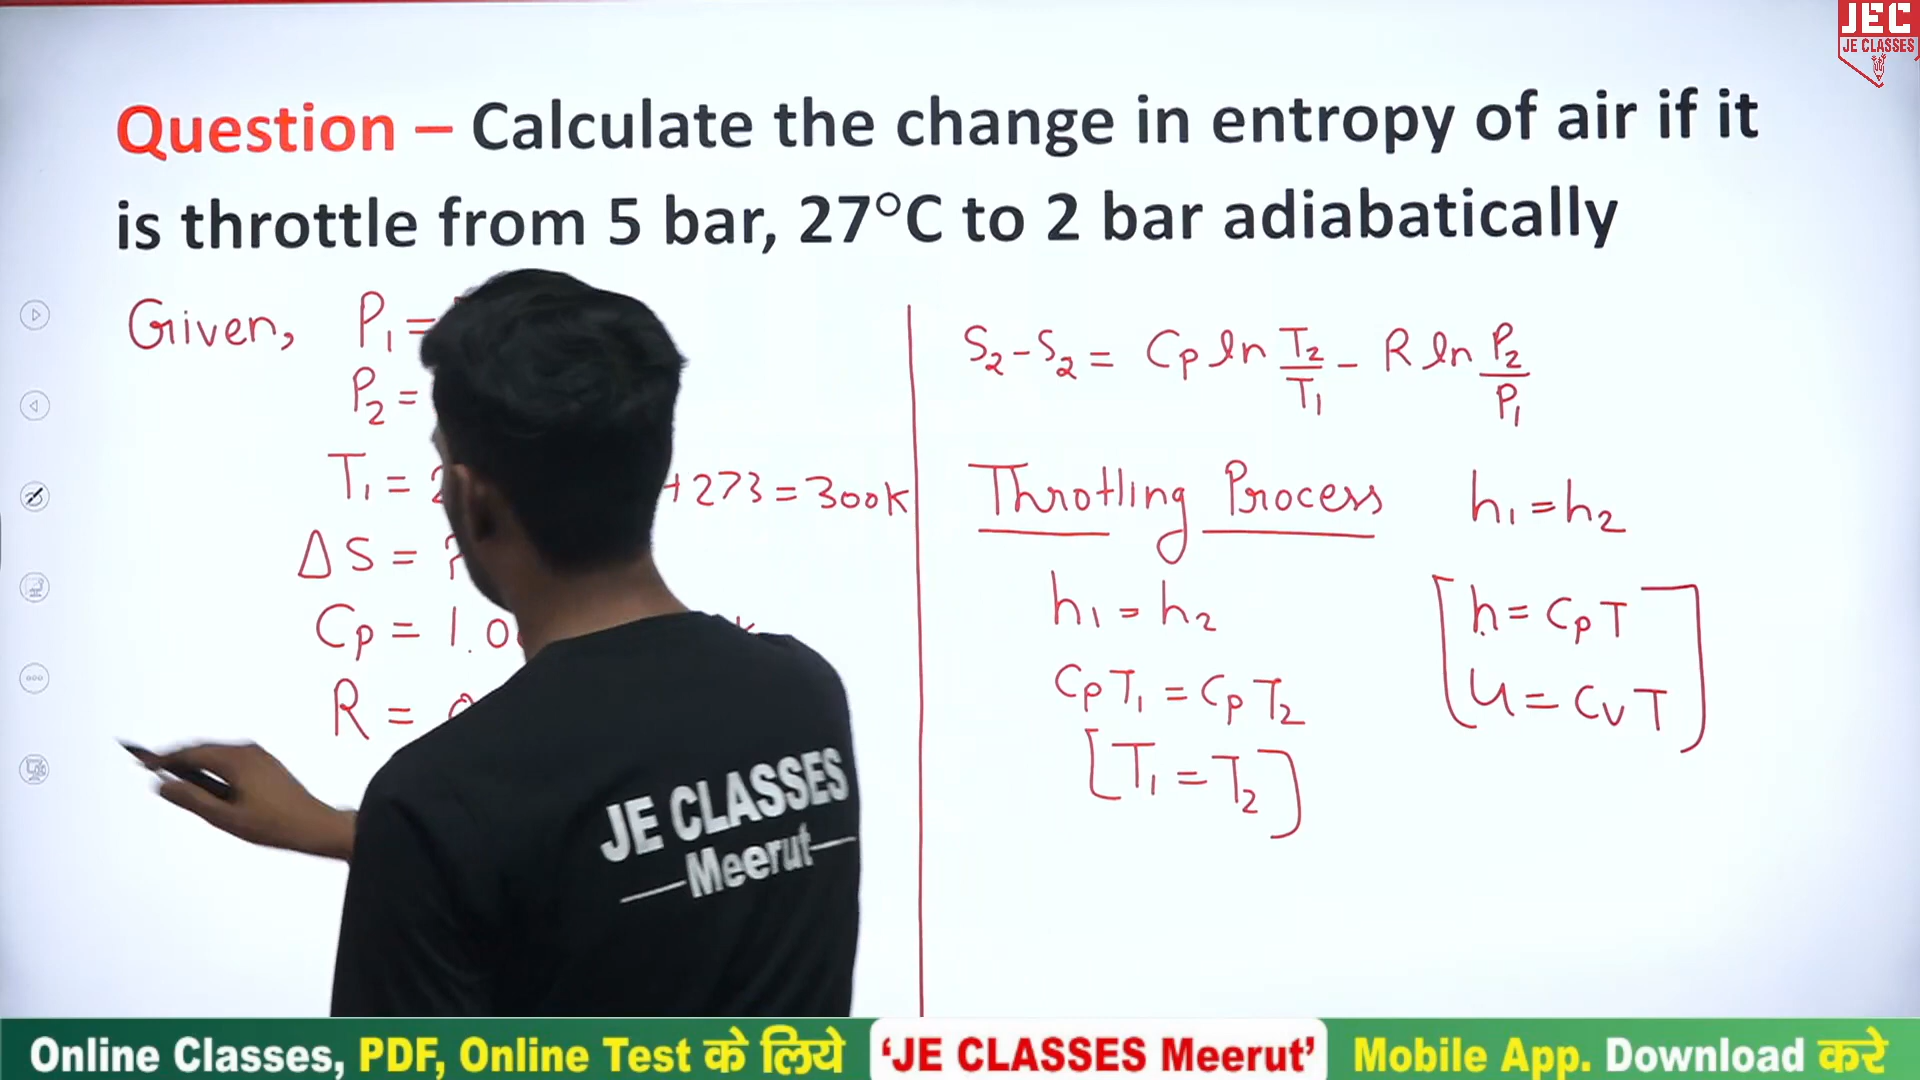 JEC
JE CLASSES
Question – Calculate the change in entropy of air if it
is throttle from 5 bar, 27°C to 2 bar adiabatically
Given, P₁ =
P₂ =
T₁ = 2 +273 = 300K
ΔS = ?
Cp = 1.0
R = 0
S₂-S₂ = Cp ln T₂/T₁ - R ln P₂/P₁
Throtling Process h₁=h₂
h₁ = h₂
CpT₁ = CpT₂
[T₁ = T₂]
[h = CpT
u = CvT]
JE CLASSES
Meerut
Online Classes, PDF, Online Test के लिये 'JE CLASSES Meerut' Mobile App. Download करे